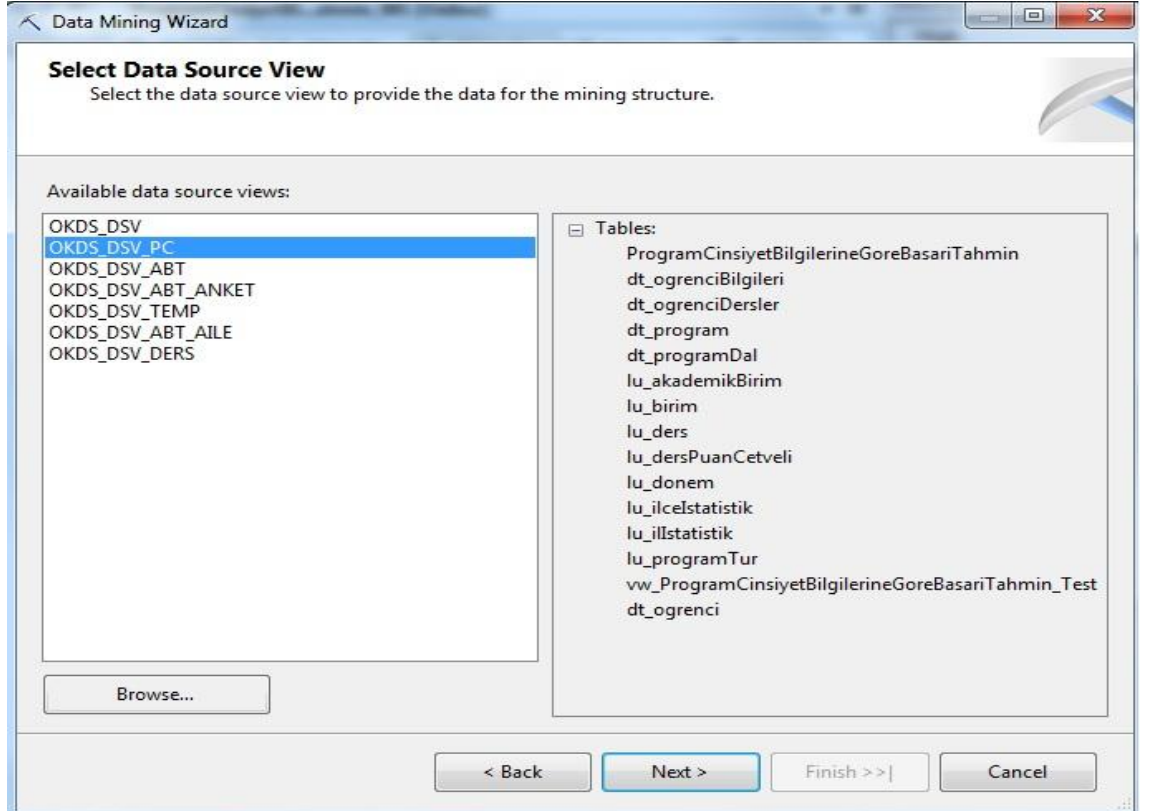 Data Mining Wizard
Select Data Source View
Select the data source view to provide the data for the mining structure.
Available data source views:
OKDS_DSV
OKDS_DSV_PC
OKDS_DSV_ABT
OKDS_DSV_ABT_ANKET
OKDS_DSV_TEMP
OKDS_DSV_ABT_AILE
OKDS_DSV_DERS
Tables:
ProgramCinsiyetBilgilerineGoreBasariTahmin
dt_ogrenciBilgileri
dt_ogrenciDersler
dt_program
dt_programDal
lu_akademikBirim
lu_birim
lu_ders
lu_dersPuanCetveli
lu_donem
lu_ilceIstatistik
lu_ilIstatistik
lu_programTur
vw_ProgramCinsiyetBilgilerineGoreBasariTahmin_Test
dt_ogrenci
Browse...
< Back
Next >
Finish >>|
Cancel